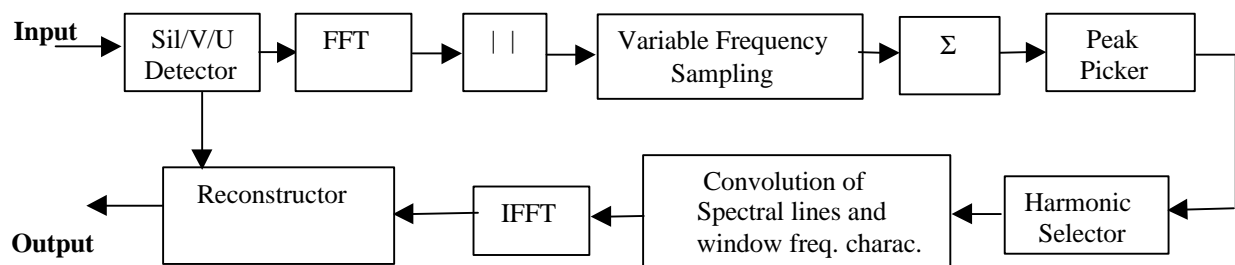 Input
Sil/V/U
Detector
FFT
| |
Variable Frequency
Sampling
Σ
Peak
Picker
Reconstructor
IFFT
Convolution of
Spectral lines and
window freq. charac.
Harmonic
Selector
Output